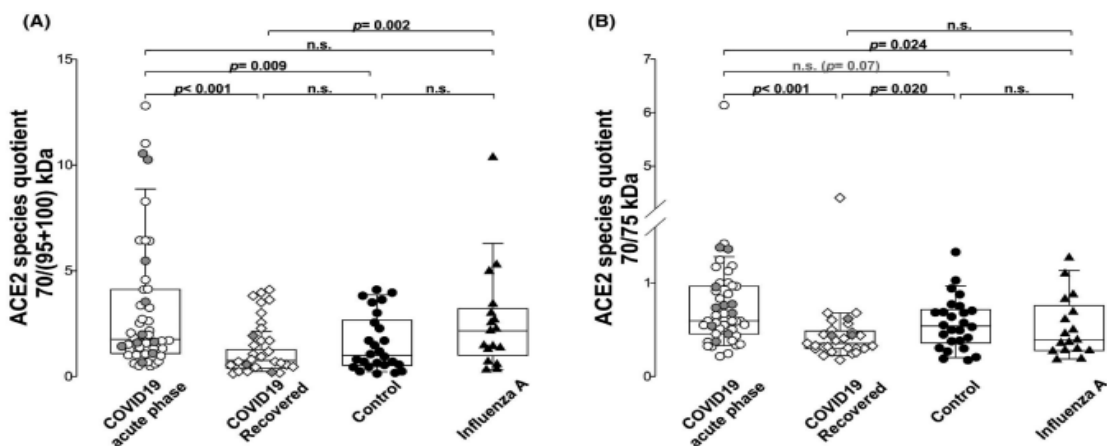 (A)
p= 0.002
n.s.
p= 0.009
p< 0.001 n.s. n.s.
15
10
5
0
ACE2 species quotient
70/(95+100) kDa
COVID19
acute phase
COVID19
Recovered
Control
Influenza A
(B)
n.s.
p= 0.024
n.s. (p= 0.07)
p< 0.001 p= 0.020 n.s.
7
6
5
1
0
ACE2 species quotient
70/75 kDa
COVID19
acute phase
COVID19
Recovered
Control
Influenza A